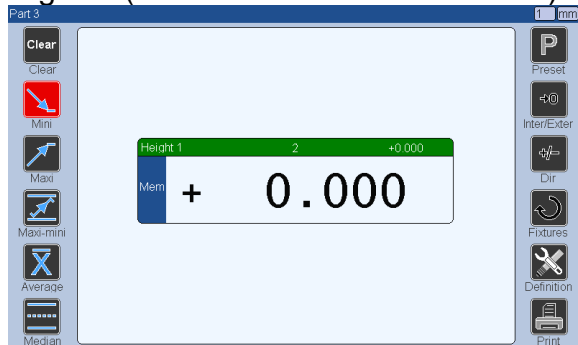 Part 3
1 mm
Clear
Clear
Mini
Maxi
Maxi-mini
X
Average
Median
Height 1 2 +0.000
Mem + 0.000
P
Preset
→0
Inter/Exter
+/-
Dir
Fixtures
Definition
Print